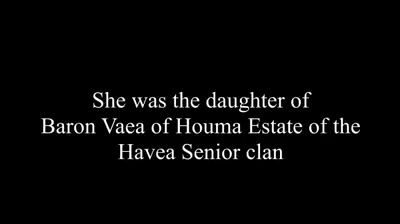 She was the daughter of
Baron Vaea of Houma Estate of the
Havea Senior clan